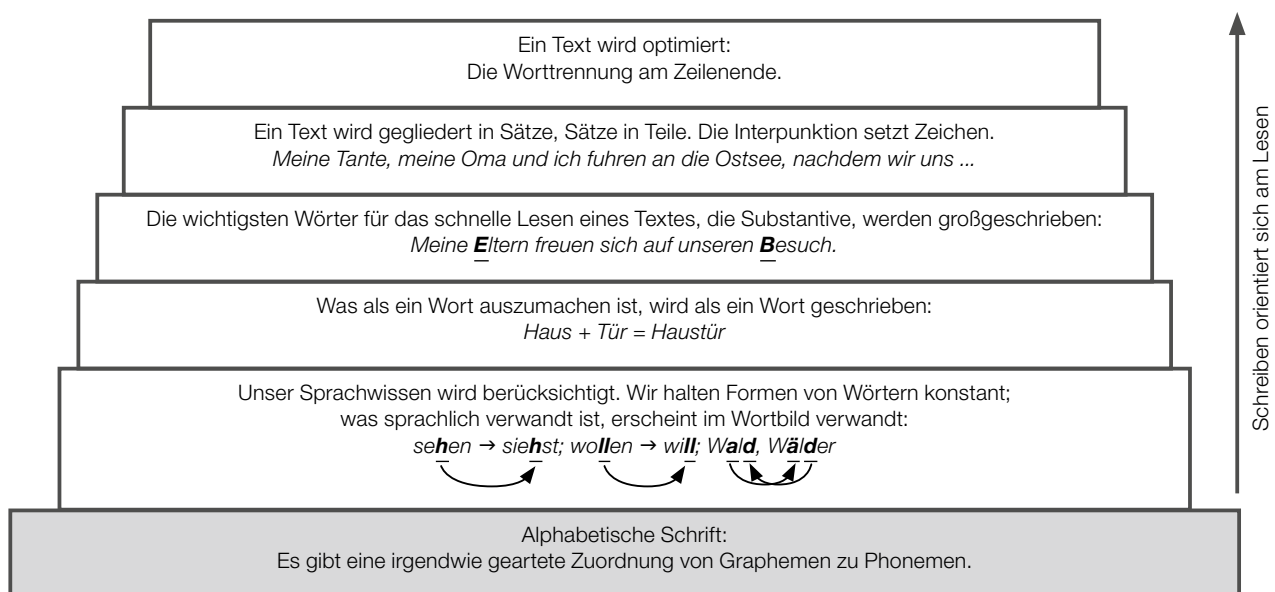 Ein Text wird optimiert:
Die Worttrennung am Zeilenende.
Ein Text wird gegliedert in Sätze, Sätze in Teile. Die Interpunktion setzt Zeichen.
Meine Tante, meine Oma und ich fuhren an die Ostsee, nachdem wir uns ...
Die wichtigsten Wörter für das schnelle Lesen eines Textes, die Substantive, werden großgeschrieben:
Meine Eltern freuen sich auf unseren Besuch.
Was als ein Wort auszumachen ist, wird als ein Wort geschrieben:
Haus + Tür = Haustür
Unser Sprachwissen wird berücksichtigt. Wir halten Formen von Wörtern konstant;
was sprachlich verwandt ist, erscheint im Wortbild verwandt:
sehen → siehst; wollen → will; Wald, Wälder
Alphabetische Schrift:
Es gibt eine irgendwie geartete Zuordnung von Graphemen zu Phonemen.
Schreiben orientiert sich am Lesen